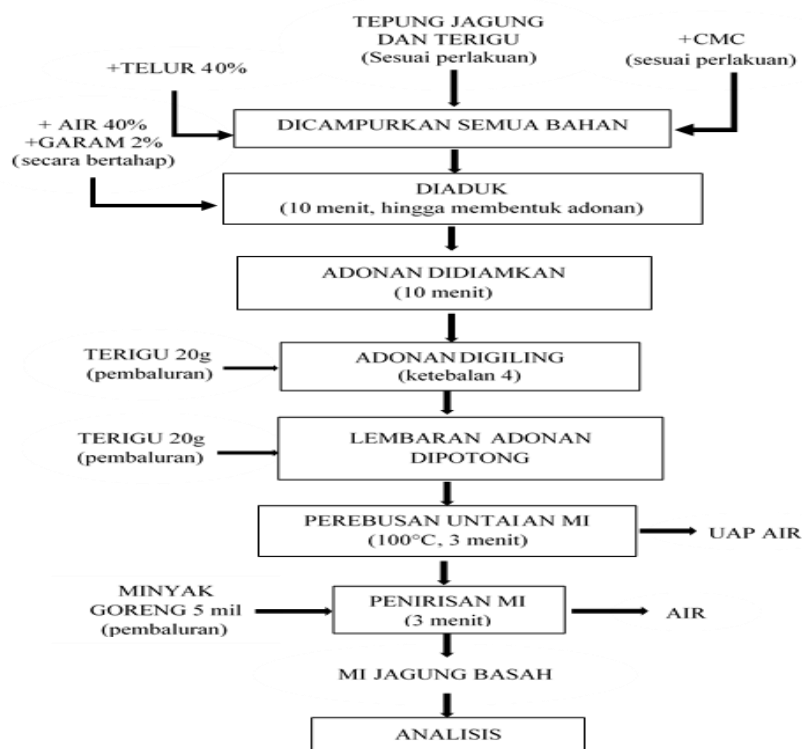 TEPUNG JAGUNG
DAN TERIGU
(Sesuai perlakuan)
+CMC
(sesuai perlakuan)
+TELUR 40%
DICAMPURKAN SEMUA BAHAN
+ AIR 40%
+GARAM 2%
(secara bertahap)
DIADUK
(10 menit, hingga membentuk adonan)
ADONAN DIDIAMKAN
(10 menit)
TERIGU 20g
(pembaluran)
ADONAN DIGILING
(ketebalan 4)
TERIGU 20g
(pembaluran)
LEMBARAN ADONAN
DIPOTONG
PEREBUSAN UNTAIAN MI
(100°C, 3 menit)
UAP AIR
MINYAK
GORENG 5 mil
(pembaluran)
PENIRISAN MI
(3 menit)
AIR
MI JAGUNG BASAH
ANALISIS